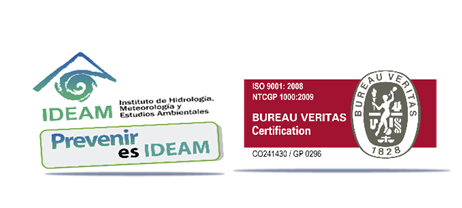 IDEAM
Instituto de Hidrología,
Meteorología y
Estudios Ambientales
Prevenir
es IDEAM
ISO 9001: 2008
NTCGP 1000:2009
BUREAU VERITAS
Certification
CO241430 / GP 0296
BUREAU VERITAS
1828